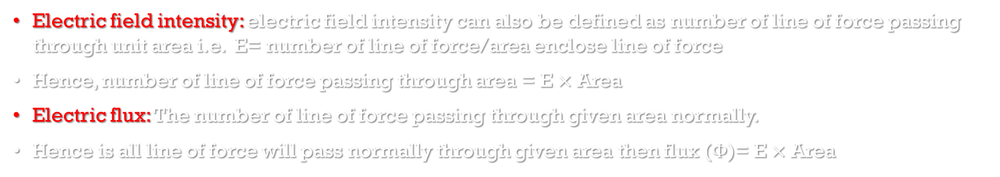 • Electric field intensity: electric field intensity can also be defined as number of line of force passing
through unit area i.e. E= number of line of force/area enclose line of force
• Hence, number of line of force passing through area = E × Area
• Electric flux: The number of line of force passing through given area normally.
• Hence is all line of force will pass normally through given area then flux (Φ)= E × Area